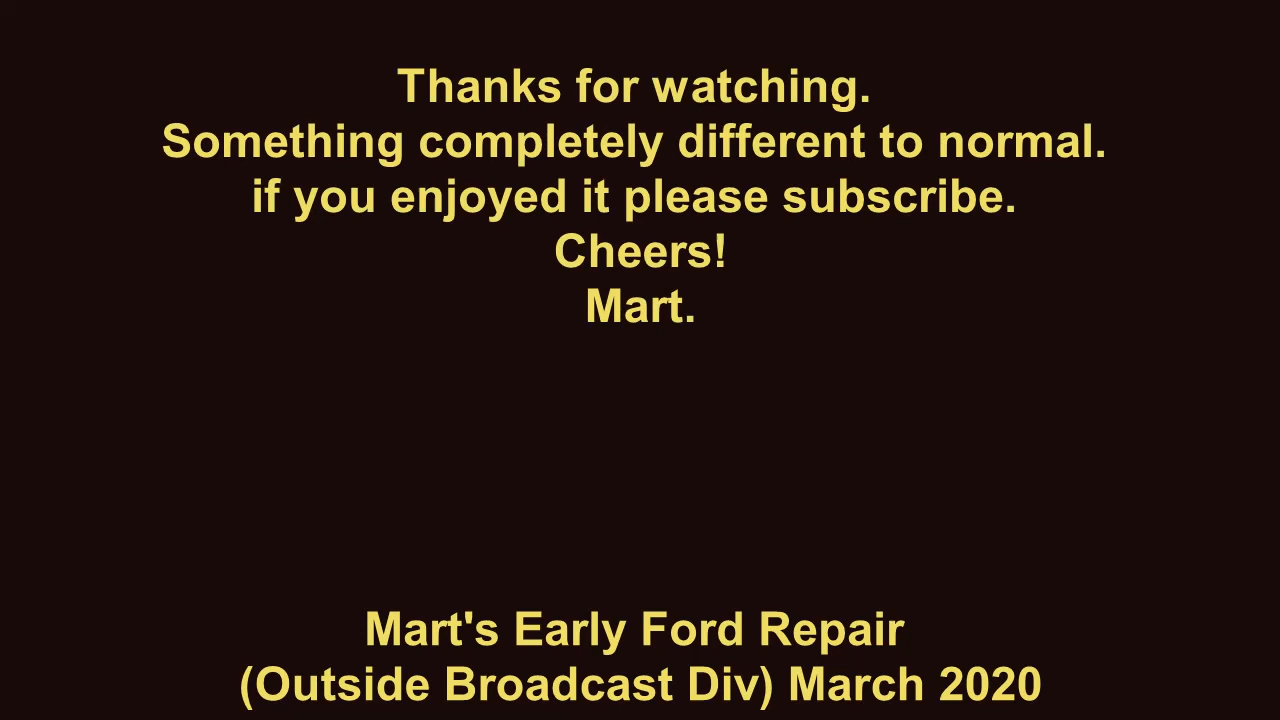 Thanks for watching.
Something completely different to normal.
if you enjoyed it please subscribe.
Cheers!
Mart.
Mart's Early Ford Repair
(Outside Broadcast Div) March 2020